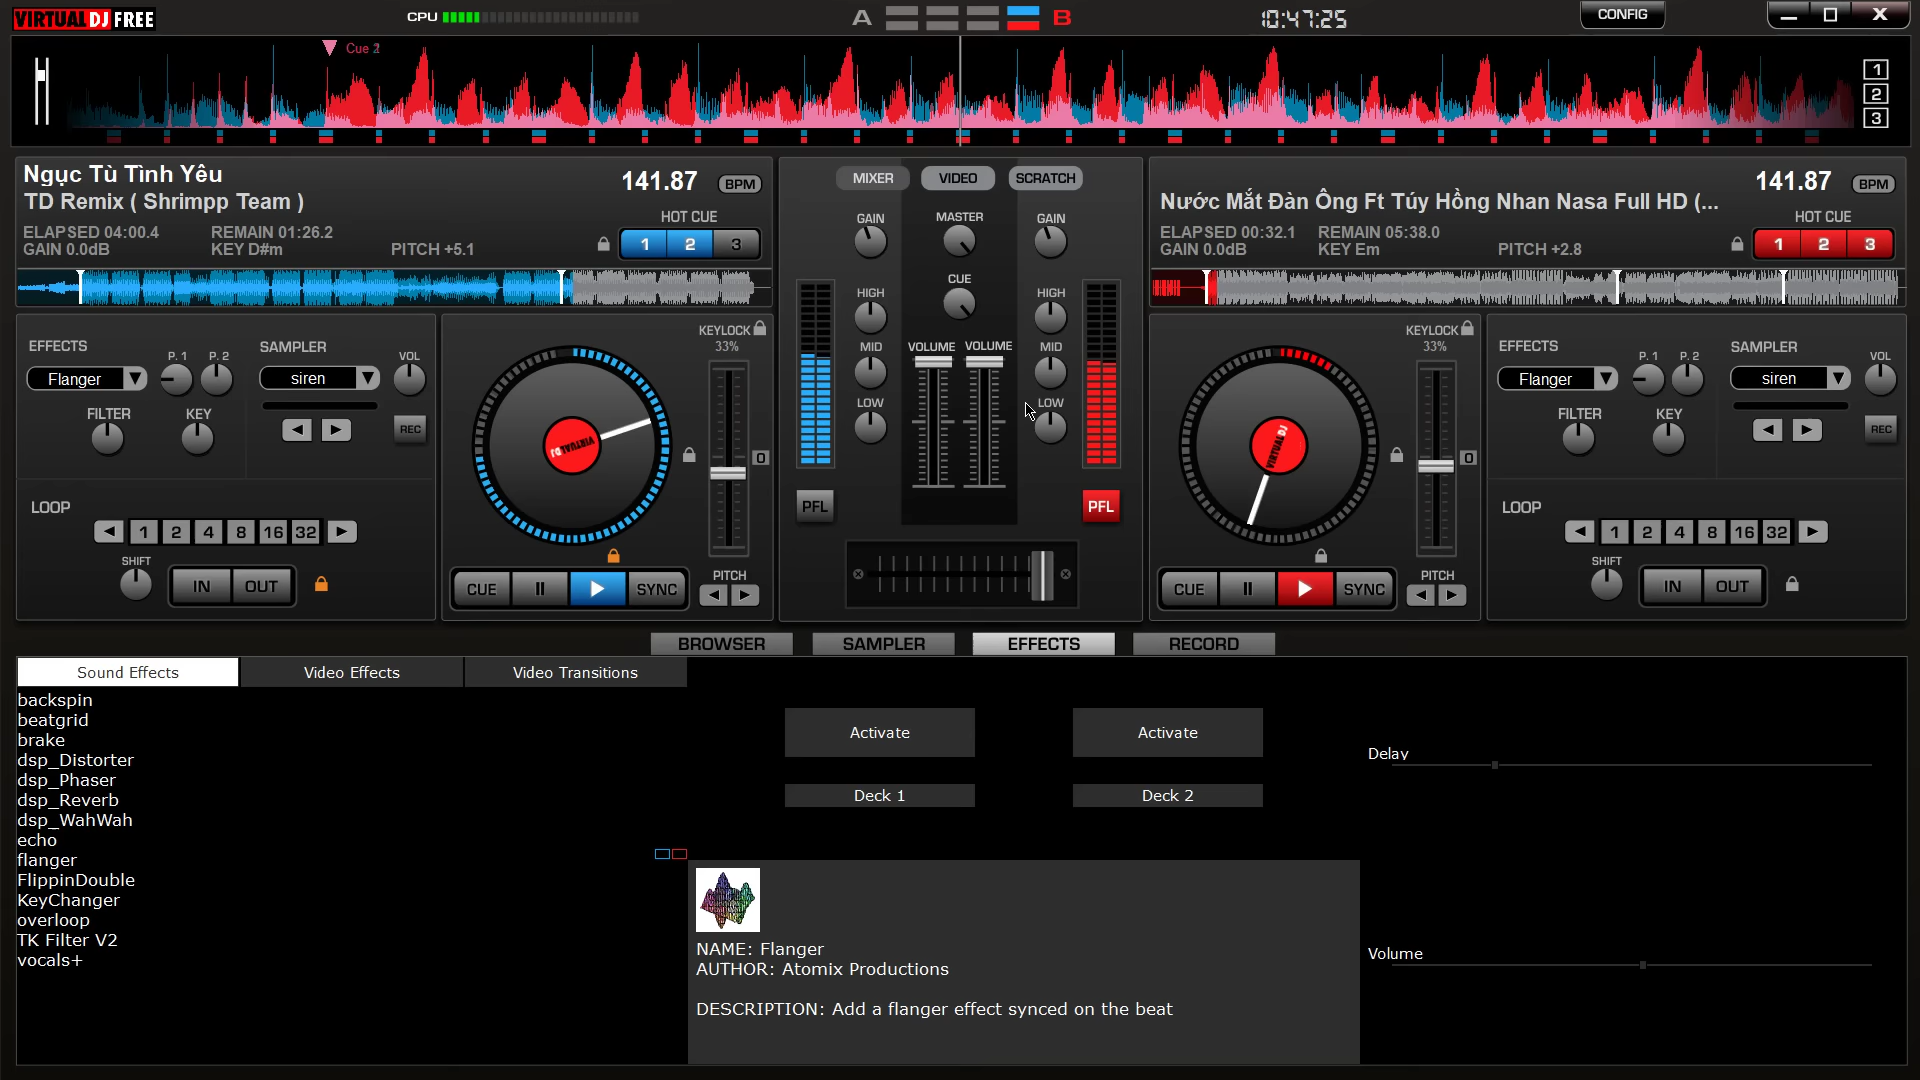 VIRTUAL DJ FREE
CPU
A
B
10:47:25
CONFIG
Cue 2
1
2
3
Ngục Tù Tình Yêu
TD Remix ( Shrimpp Team )
141.87 BPM
HOT CUE
ELAPSED 04:00.4 REMAIN 01:26.2
GAIN 0.0dB KEY D#m PITCH +5.1
1 2 3
MIXER VIDEO SCRATCH
GAIN MASTER GAIN
CUE
HIGH HIGH
MID VOLUME VOLUME MID
LOW LOW
PFL PFL
141.87 BPM
Nước Mắt Đàn Ông Ft Túy Hồng Nhan Nasa Full HD (...
HOT CUE
ELAPSED 00:32.1 REMAIN 05:38.0
GAIN 0.0dB KEY Em PITCH +2.8
1 2 3
EFFECTS P. 1 P. 2 SAMPLER VOL
Flanger siren
FILTER KEY REC
LOOP
1 2 4 8 16 32
SHIFT
IN OUT
KEYLOCK
33%
VIRTUAL DJ
0
CUE SYNC
PITCH
KEYLOCK
33%
VIRTUAL DJ
0
CUE SYNC
PITCH
EFFECTS P. 1 P. 2 SAMPLER VOL
Flanger siren
FILTER KEY REC
LOOP
1 2 4 8 16 32
SHIFT
IN OUT
BROWSER SAMPLER EFFECTS RECORD
Sound Effects Video Effects Video Transitions
backspin
beatgrid
brake
dsp_Distorter
dsp_Phaser
dsp_Reverb
dsp_WahWah
echo
flanger
FlippinDouble
KeyChanger
overloop
TK Filter V2
vocals+
Activate Activate
Deck 1 Deck 2
Delay
Volume
NAME: Flanger
AUTHOR: Atomix Productions
DESCRIPTION: Add a flanger effect synced on the beat